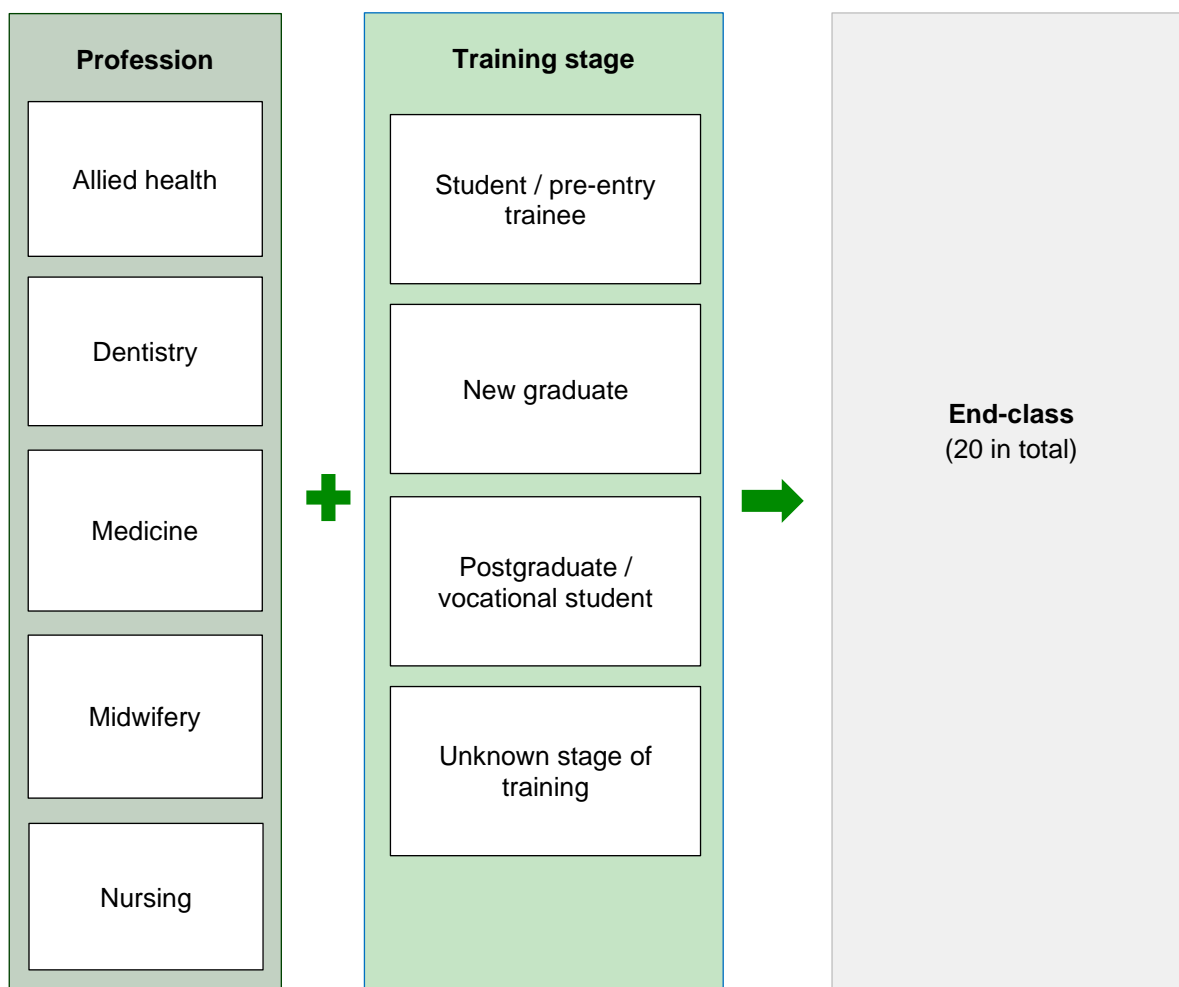 Profession
Allied health
Dentistry
Medicine
Midwifery
Nursing
Training stage
Student / pre-entry
trainee
New graduate
Postgraduate /
vocational student
Unknown stage of
training
End-class
(20 in total)